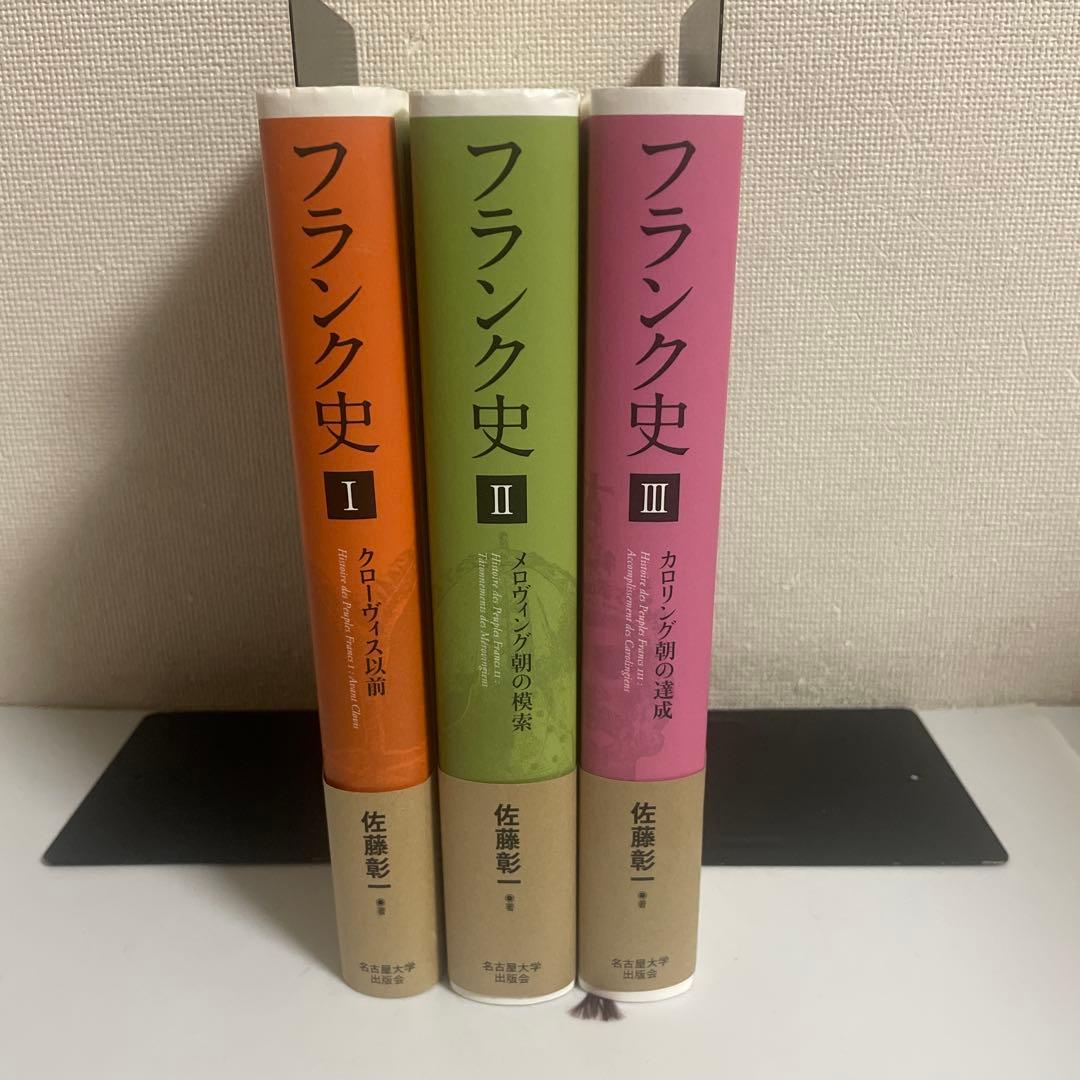 フランク史
I
クローヴィス以前
Histoire des Peuples Francs I : Avant Clovis
佐藤彰一 著
名古屋大学
出版会
フランク史
II
メロヴィング朝の模索
Histoire des Peuples Francs II :
Tâtonnements des Mérovingiens
佐藤彰一 著
名古屋大学
出版会
フランク史
III
カロリング朝の達成
Histoire des Peuples Francs III :
Accomplissement des Carolingiens
佐藤彰一 著
名古屋大学
出版会